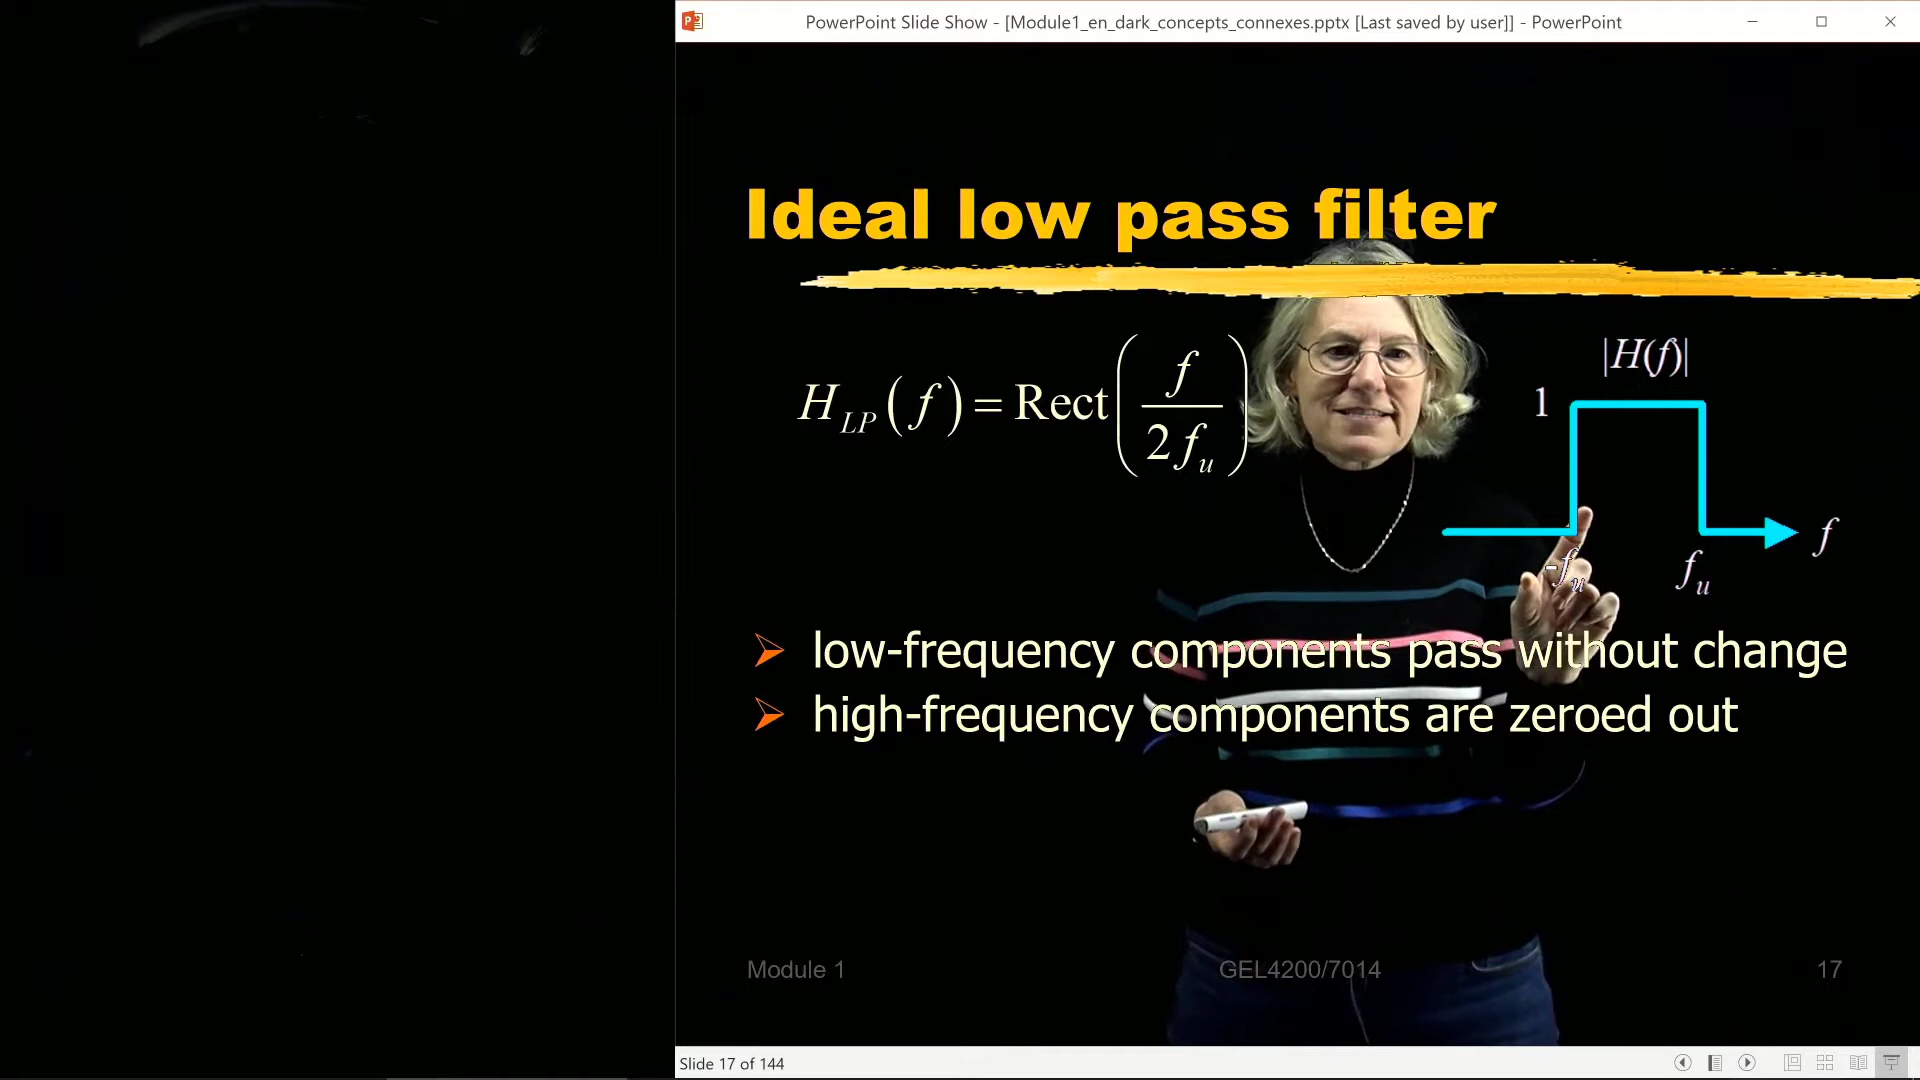 PowerPoint Slide Show - [Module1_en_dark_concepts_connexes.pptx [Last saved by user]] - PowerPoint
Ideal low pass filter
H_{LP}(f) = Rect(f / 2f_u)
|H(f)|
1
f
-f_u
f_u
low-frequency components pass without change
high-frequency components are zeroed out
Module 1
GEL4200/7014
17
Slide 17 of 144